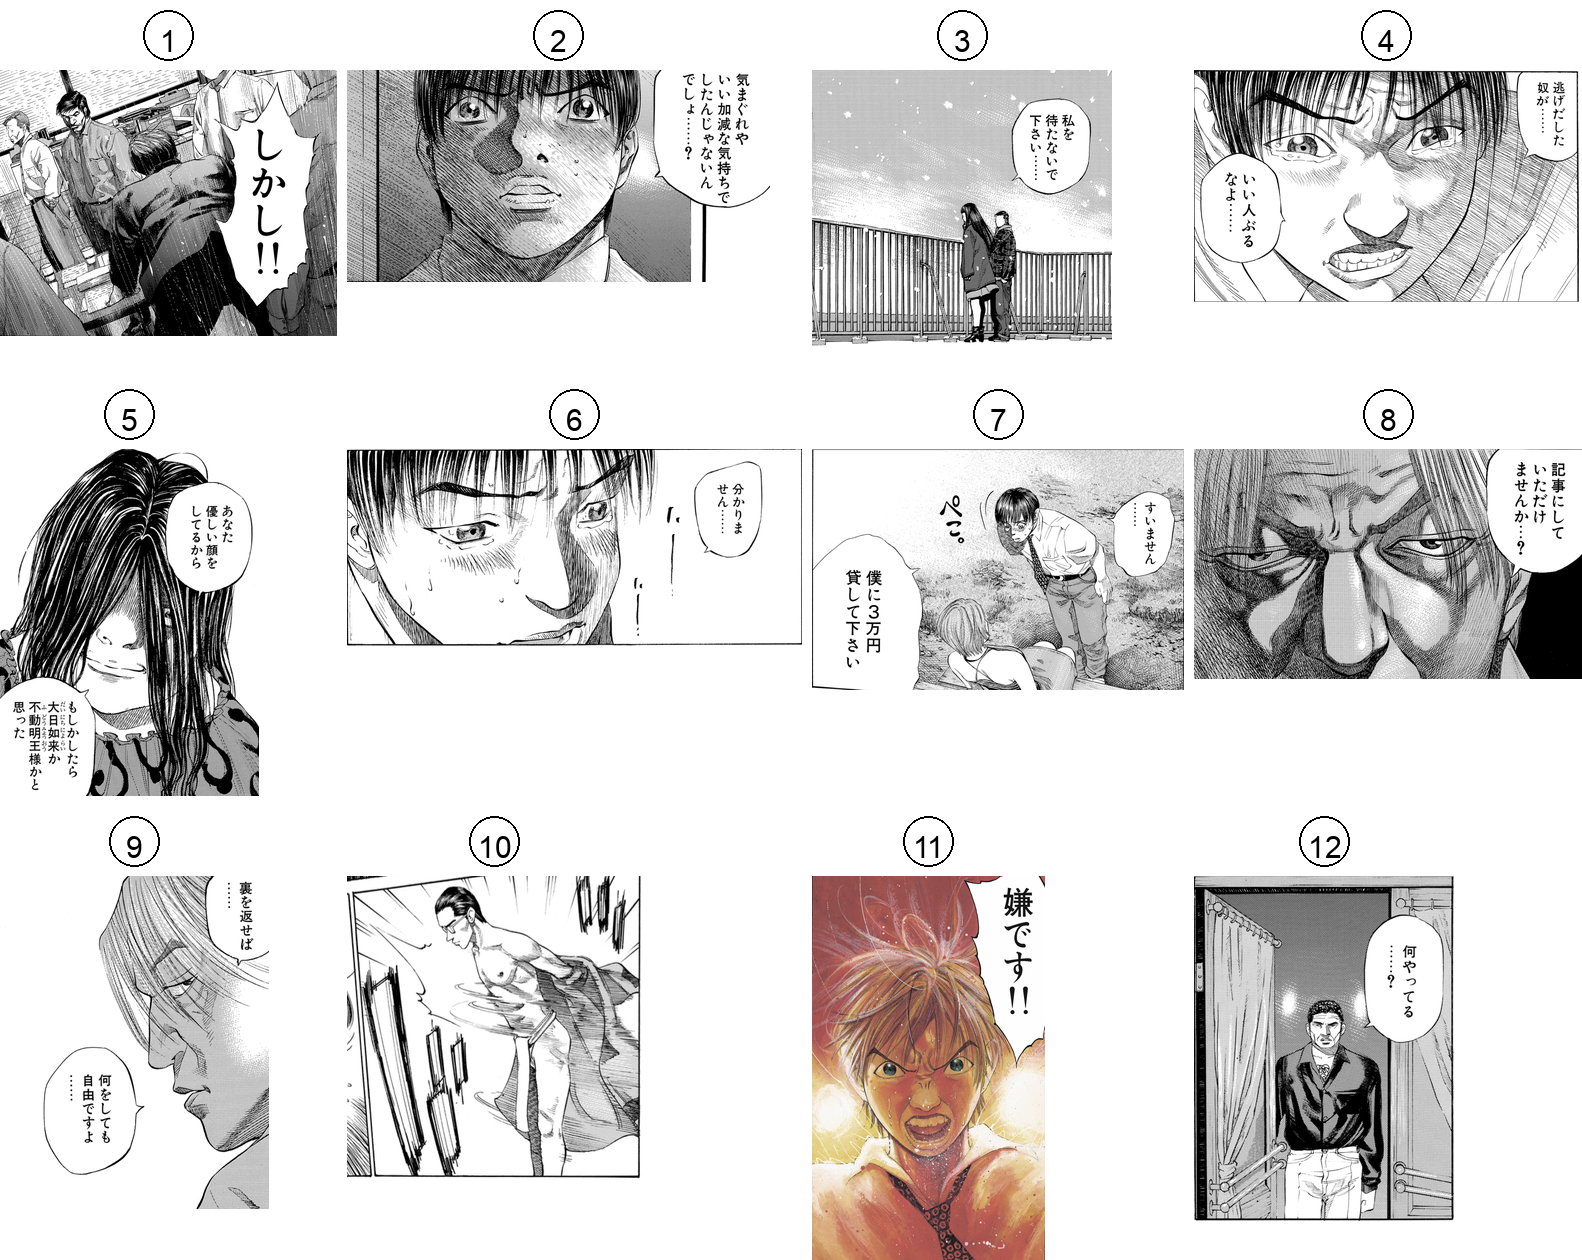 1
しかし!!
2
気まぐれや
いい加減な気持ちで
したんじゃないん
でしょ……?
3
私を
待たないで
下さい……
4
逃げだした
奴が……
いい人ぶる
なよ……
5
あなた
優しい顔を
してるから
もしかしたら
大日如来か
不動明王様かと
思った
6
分かりま
せん……
7
すいません
……
ぺこ。
僕に3万円
貸して下さい
8
記事にして
いただけ
ませんか…?
9
裏を返せば
……
何をしても
自由ですよ
……
10
11
嫌です!!
12
何やってる
……?